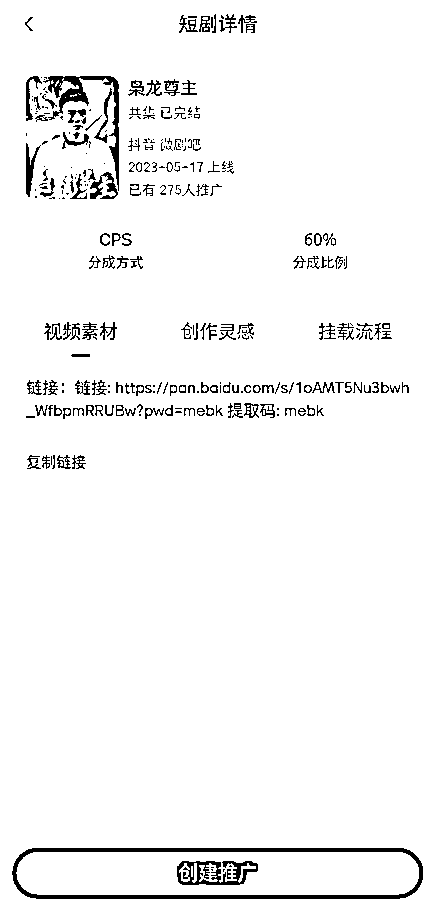 短剧详情
枭龙尊主
共集 已完结
抖音 微剧吧
2023-05-17 上线
已有 275人推广
CPS
60%
分成方式
分成比例
视频素材
创作灵感
挂载流程
链接：链接: https://pan.baidu.com/s/1oAMT5Nu3bwh
_WfbpmRRUBw?pwd=mebk 提取码: mebk
复制链接
创建推广